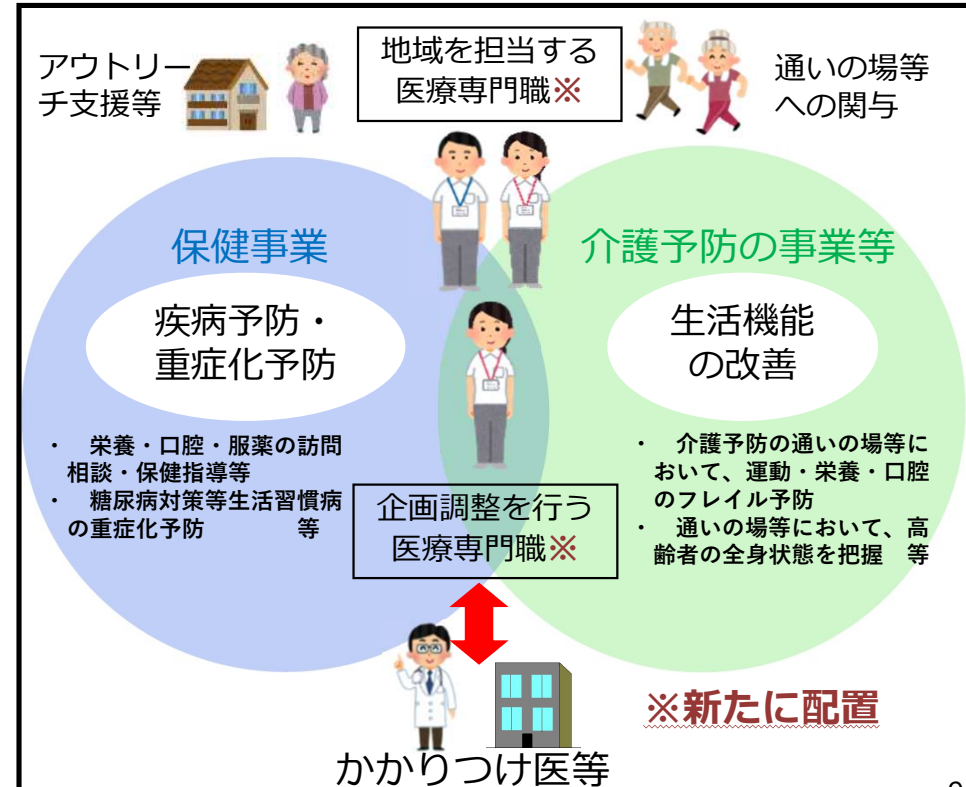 アウトリー
チ支援等
地域を担当する
医療専門職※
通いの場等
への関与
保健事業
疾病予防・
重症化予防
・　栄養・口腔・服薬の訪問
相談・保健指導等
・　糖尿病対策等生活習慣病
の重症化予防　　　　等
介護予防の事業等
生活機能
の改善
・　介護予防の通いの場等に
おいて、運動・栄養・口腔
のフレイル予防
・　通いの場等において、高
齢者の全身状態を把握　等
企画調整を行う
医療専門職※
かかりつけ医等
※新たに配置